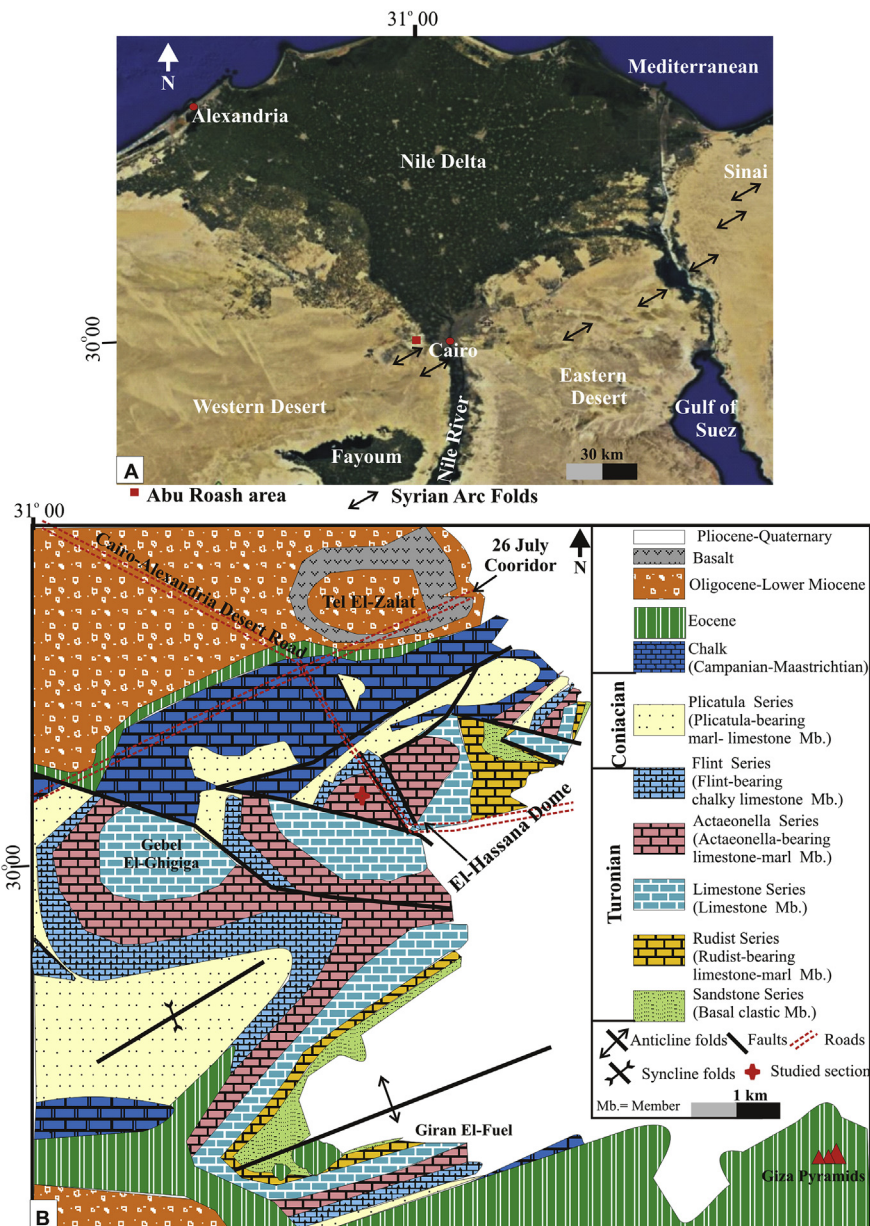 31° 00
N
Mediterranean
Alexandria
Nile Delta
Sinai
30°00
Cairo
Eastern
Desert
Western Desert
Gulf of
Suez
Nile River
Fayoum
30 km
A
Abu Roash area
Syrian Arc Folds
31° 00
Cairo-Alexandria Desert Road
26 July
Cooridor
N
Tel El-Zalat
Gebel
El-Ghigiga
El-Hassana Dome
30°00
Giran El-Fuel
Giza Pyramids
B
Pliocene-Quaternary
Basalt
Oligocene-Lower Miocene
Eocene
Chalk
(Campanian-Maastrichtian)
Coniacian
Plicatula Series
(Plicatula-bearing
marl- limestone Mb.)
Turonian
Flint Series
(Flint-bearing
chalky limestone Mb.)
Actaeonella Series
(Actaeonella-bearing
limestone-marl Mb.)
Limestone Series
(Limestone Mb.)
Rudist Series
(Rudist-bearing
limestone-marl Mb.)
Sandstone Series
(Basal clastic Mb.)
Anticline folds
Faults
Roads
Syncline folds
Studied section
Mb.= Member
1 km